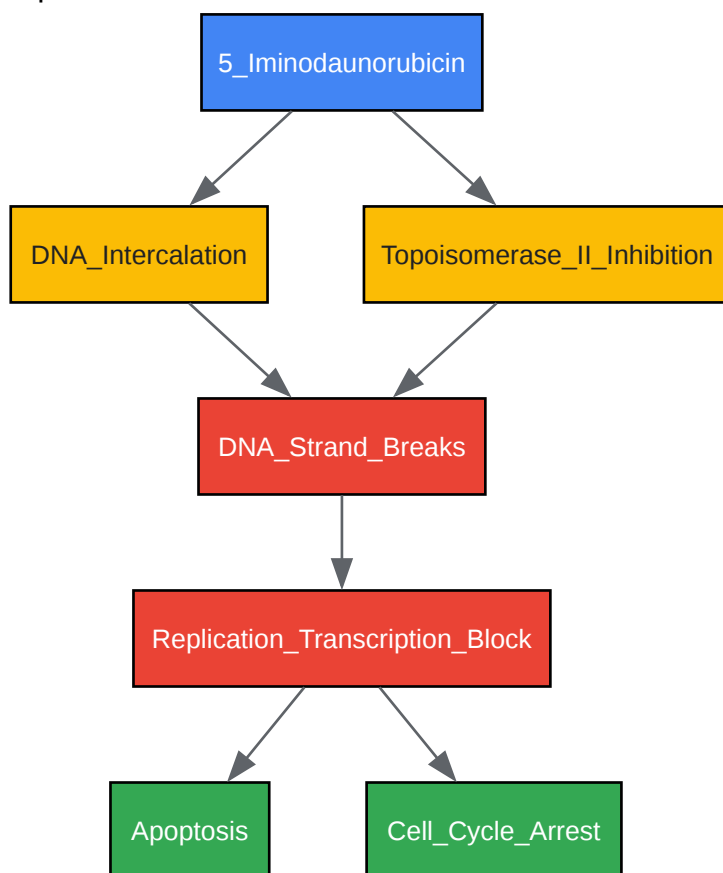 5_Iminodaunorubicin
DNA_Intercalation
Topoisomerase_II_Inhibition
DNA_Strand_Breaks
Replication_Transcription_Block
Apoptosis
Cell_Cycle_Arrest